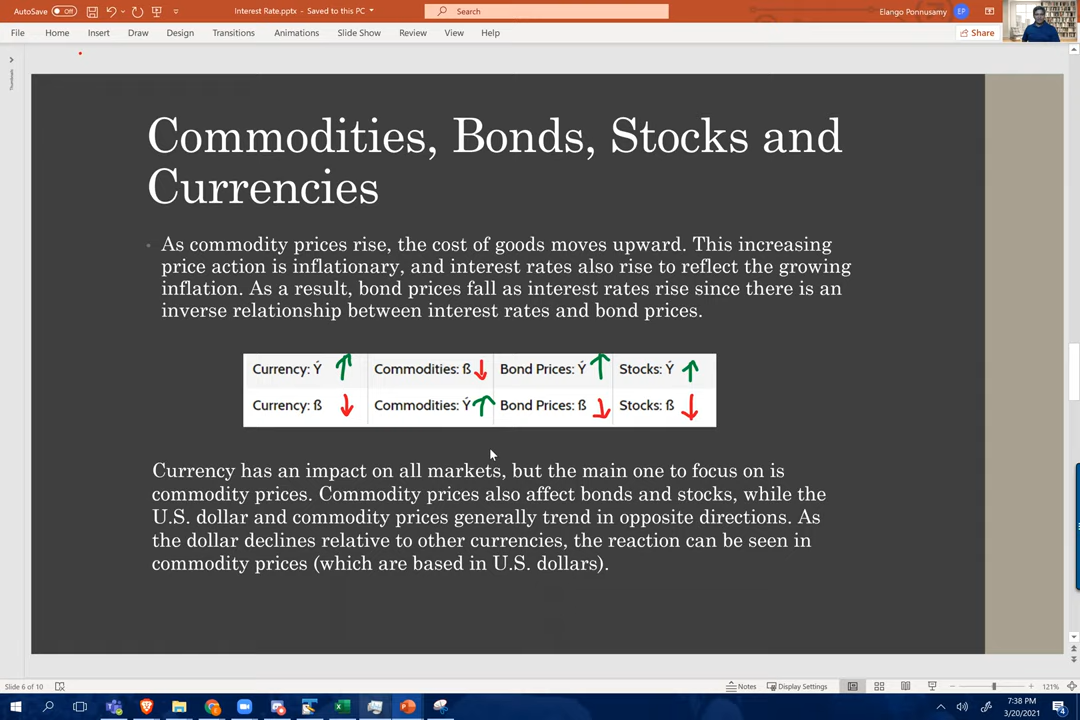 AutoSave Off Interest Rate.pptx - Saved to this PC Search Elango Ponnusamy EP
File Home Insert Draw Design Transitions Animations Slide Show Review View Help Share
Thumbnails
Commodities, Bonds, Stocks and
Currencies
As commodity prices rise, the cost of goods moves upward. This increasing
price action is inflationary, and interest rates also rise to reflect the growing
inflation. As a result, bond prices fall as interest rates rise since there is an
inverse relationship between interest rates and bond prices.
Currency: Ý Commodities: ß Bond Prices: Ý Stocks: Ý
Currency: ß Commodities: Ý Bond Prices: ß Stocks: ß
Currency has an impact on all markets, but the main one to focus on is
commodity prices. Commodity prices also affect bonds and stocks, while the
U.S. dollar and commodity prices generally trend in opposite directions. As
the dollar declines relative to other currencies, the reaction can be seen in
commodity prices (which are based in U.S. dollars).
Slide 6 of 10 Notes Display Settings 121%
7:38 PM
3/20/2021
4